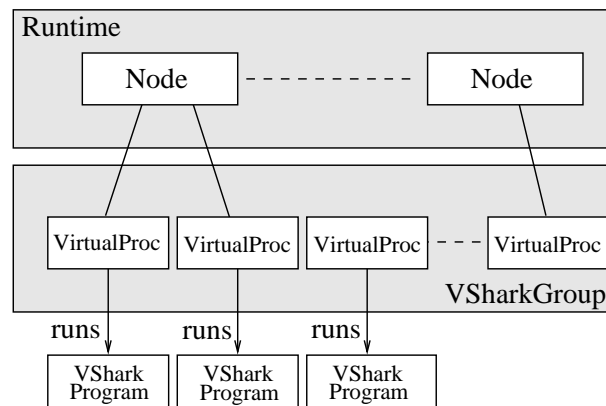 Runtime
Node
Node
VirtualProc
VirtualProc
VirtualProc
VirtualProc
VSharkGroup
runs
runs
runs
VShark
Program
VShark
Program
VShark
Program